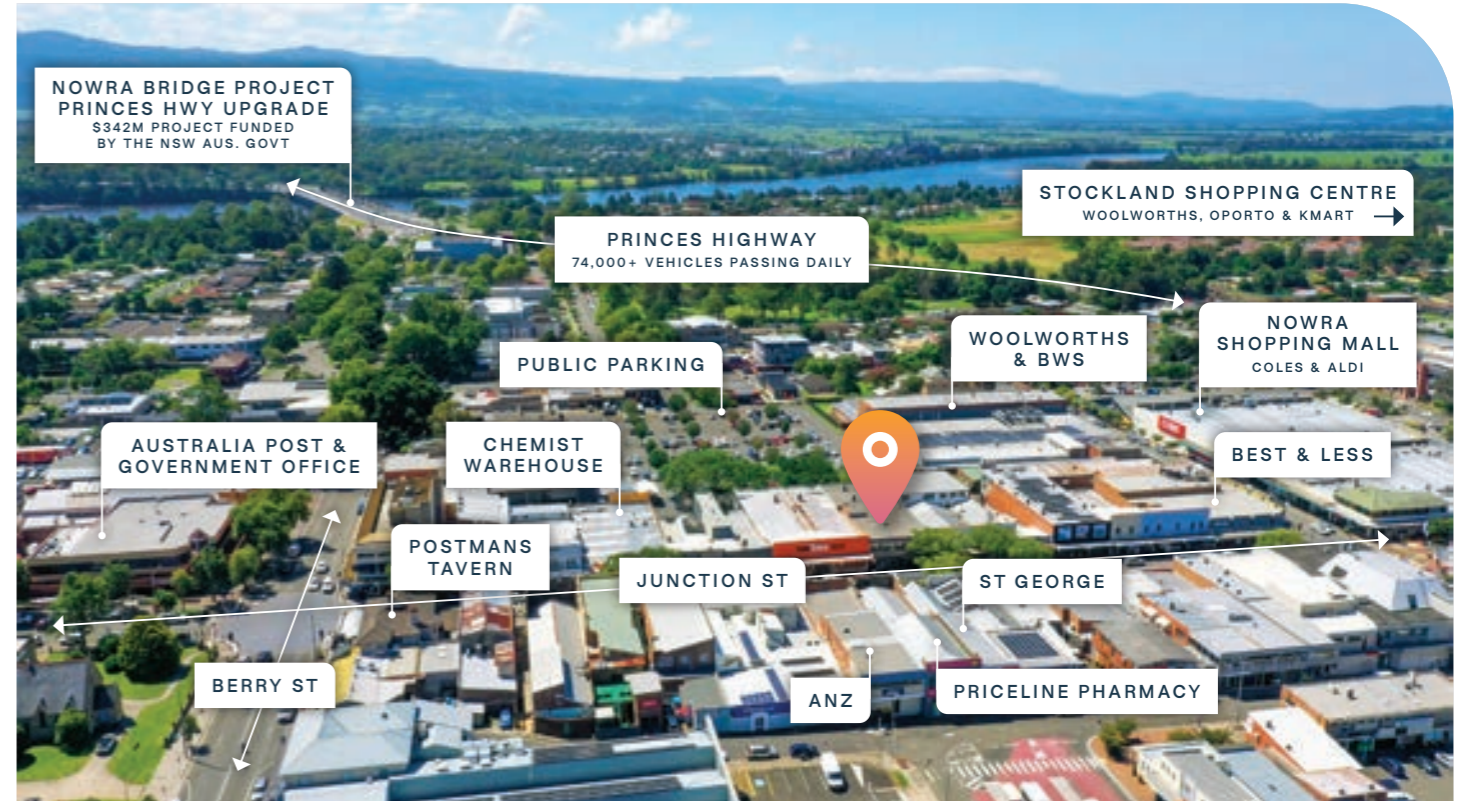 NOWRA BRIDGE PROJECT
PRINCES HWY UPGRADE
$342M PROJECT FUNDED
BY THE NSW AUS. GOVT
STOCKLAND SHOPPING CENTRE
WOOLWORTHS, OPORTO & KMART
PRINCES HIGHWAY
74,000+ VEHICLES PASSING DAILY
NOWRA
SHOPPING MALL
COLES & ALDI
WOOLWORTHS
& BWS
PUBLIC PARKING
AUSTRALIA POST &
GOVERNMENT OFFICE
CHEMIST
WAREHOUSE
BEST & LESS
POSTMANS
TAVERN
JUNCTION ST
ST GEORGE
BERRY ST
ANZ
PRICELINE PHARMACY